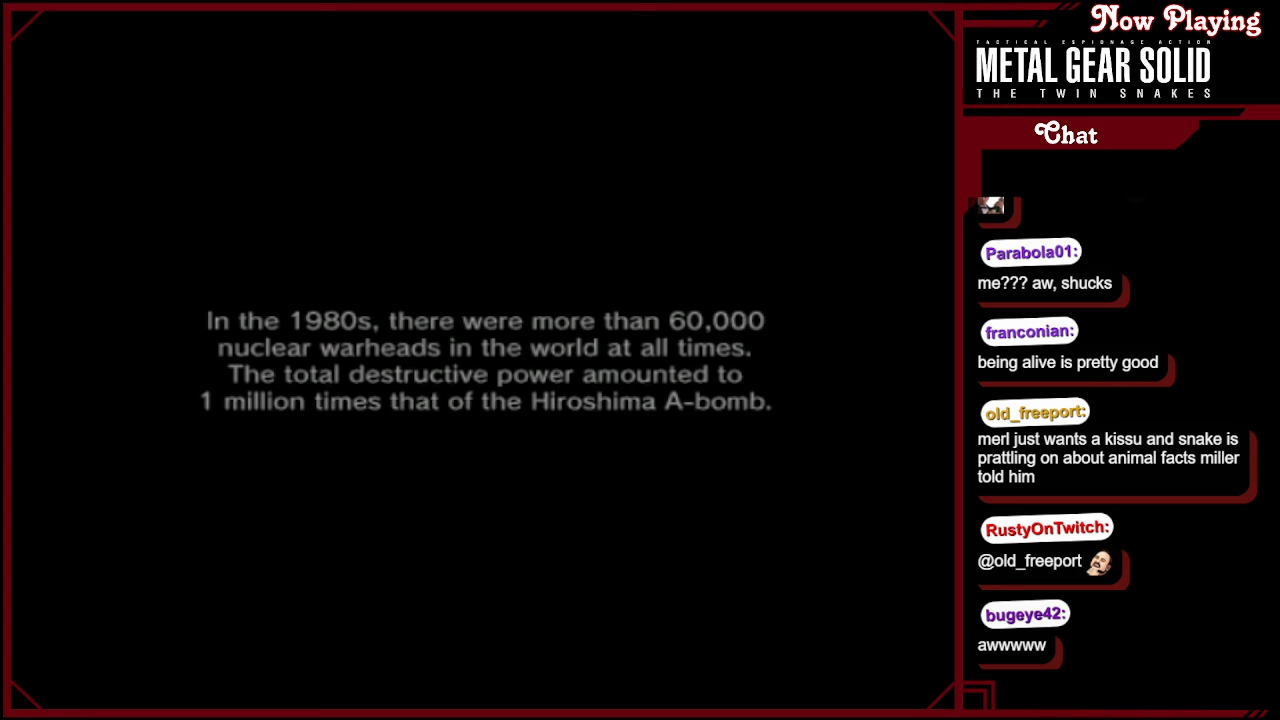 In the 1980s, there were more than 60,000
nuclear warheads in the world at all times.
The total destructive power amounted to
1 million times that of the Hiroshima A-bomb.
Now Playing
TACTICAL ESPIONAGE ACTION
METAL GEAR SOLID
THE TWIN SNAKES
Chat
Parabola01:
me??? aw, shucks
franconian:
being alive is pretty good
old_freeport:
merl just wants a kissu and snake is
prattling on about animal facts miller
told him
RustyOnTwitch:
@old_freeport
bugeye42:
awwwww